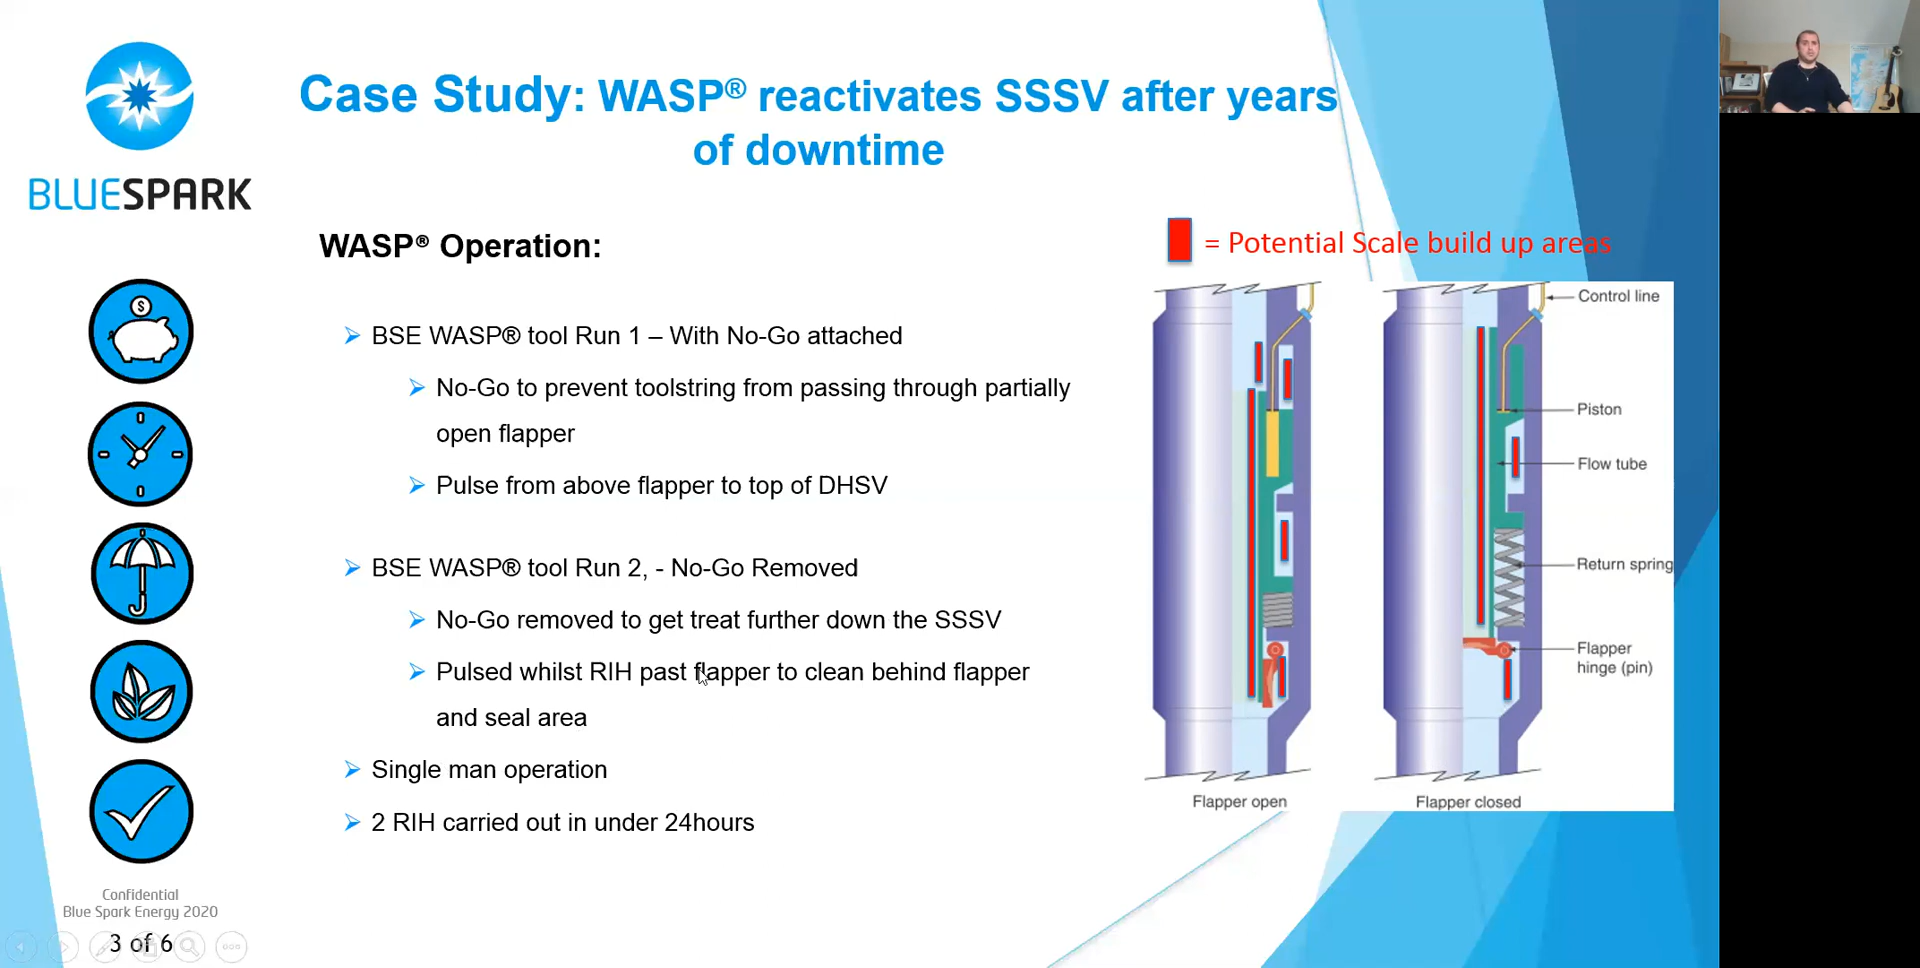 Case Study: WASP® reactivates SSSV after years
of downtime
BLUESPARK
WASP® Operation:
= Potential Scale build up areas
BSE WASP® tool Run 1 – With No-Go attached
No-Go to prevent toolstring from passing through partially
open flapper
Pulse from above flapper to top of DHSV
BSE WASP® tool Run 2, - No-Go Removed
No-Go removed to get treat further down the SSSV
Pulsed whilst RIH past flapper to clean behind flapper
and seal area
Single man operation
2 RIH carried out in under 24hours
Control line
Piston
Flow tube
Return spring
Flapper
hinge (pin)
Flapper open
Flapper closed
$
Confidential
Blue Spark Energy 2020
3 of 6